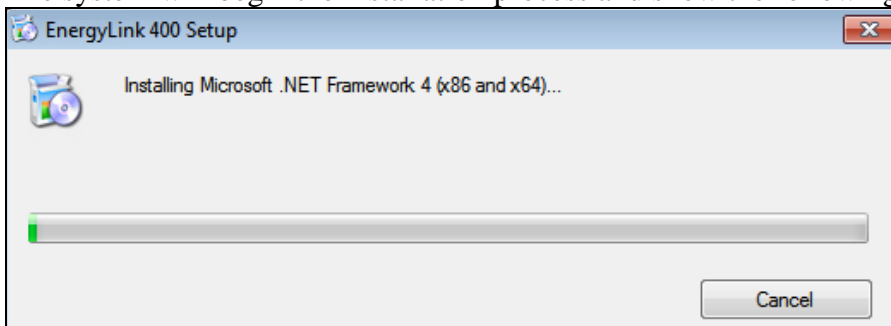 EnergyLink 400 Setup
Installing Microsoft .NET Framework 4 (x86 and x64)...
Cancel